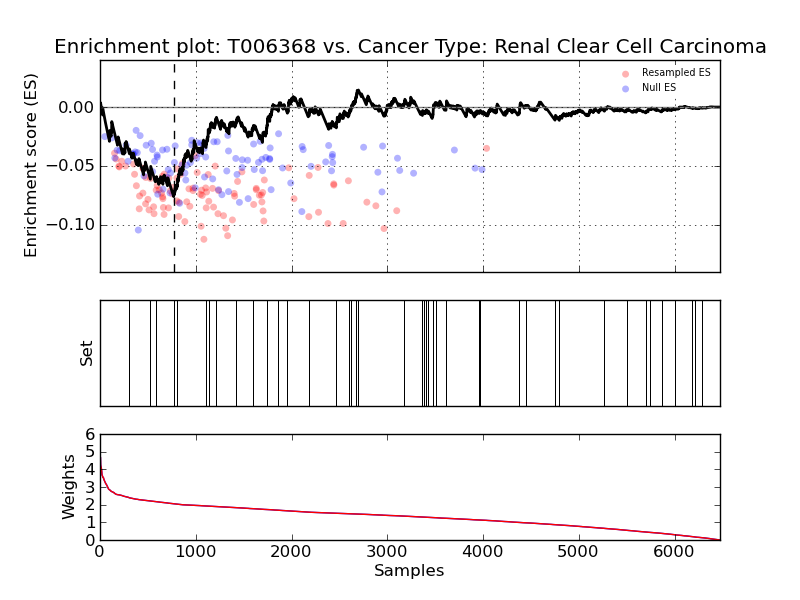 Enrichment plot: T006368 vs. Cancer Type: Renal Clear Cell Carcinoma
Enrichment score (ES)
0.00
−0.05
−0.10
Resampled ES
Null ES
Set
Weights
6
5
4
3
2
1
0
0 1000 2000 3000 4000 5000 6000
Samples